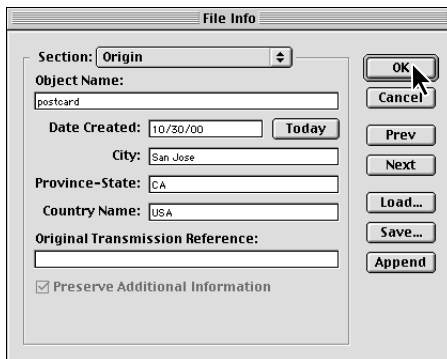 File Info
Section: Origin
Object Name:
postcard
Date Created: 10/30/00 Today
City: San Jose
Province-State: CA
Country Name: USA
Original Transmission Reference:
Preserve Additional Information
OK
Cancel
Prev
Next
Load...
Save...
Append